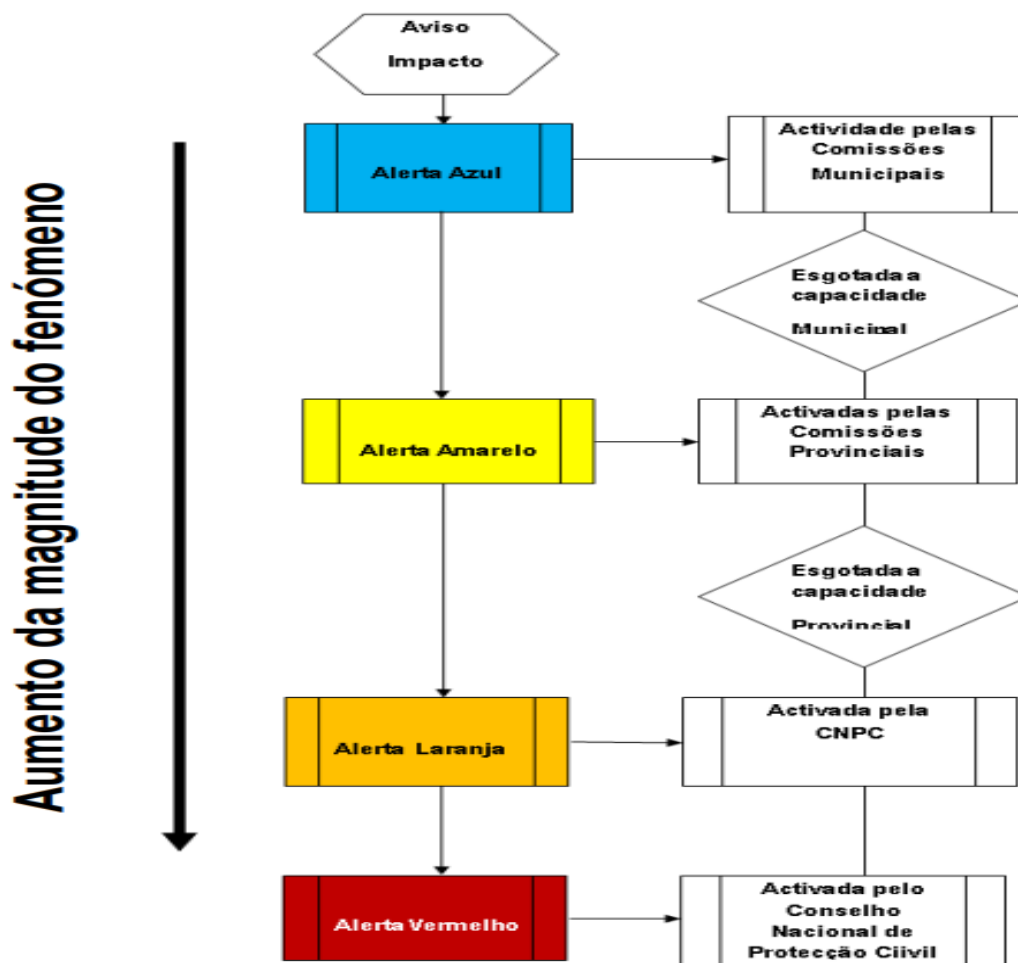 Aviso
Impacto
Alerta Azul
Actividade pelas
Comissões
Municipais
Aumento da magnitude do fenómeno
Esgotada a
capacidade
Municipal
Alerta Amarelo
Activadas pelas
Comissões
Provinciais
Esgotada a
capacidade
Provincial
Alerta Laranja
Activada pela
CNPC
Alerta Vermelho
Activada pelo
Conselho
Nacional de
Protecção Ciivil